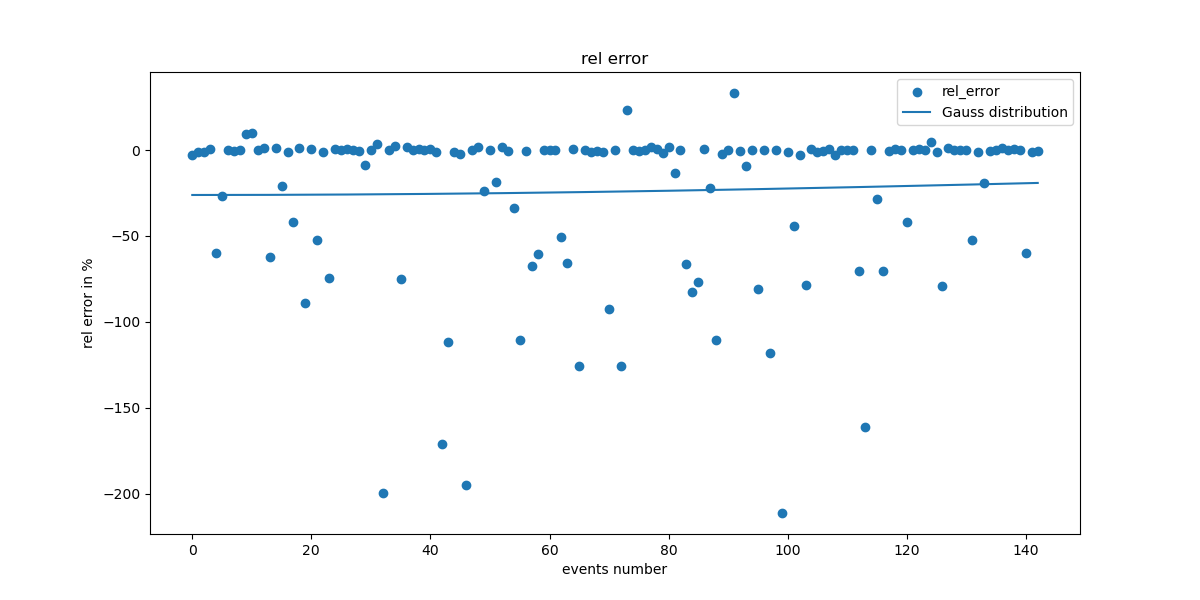 rel error
rel_error
Gauss distribution
0
−50
−100
−150
−200
rel error in %
0 20 40 60 80 100 120 140
events number